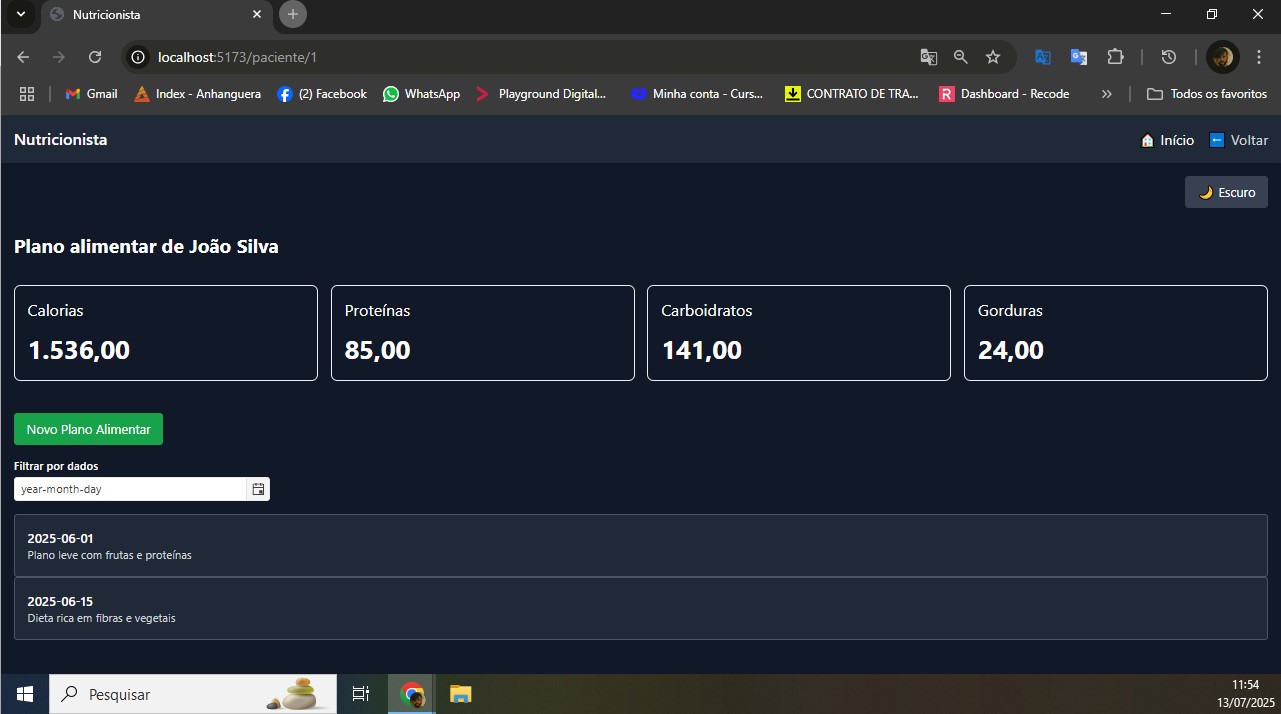 Nutricionista
localhost:5173/paciente/1
Gmail
Index - Anhanguera
(2) Facebook
WhatsApp
Playground Digital...
Minha conta - Curs...
CONTRATO DE TRA...
R
Dashboard - Recode
Todos os favoritos
Nutricionista
Início
Voltar
Escuro
Plano alimentar de João Silva
Calorias
1.536,00
Proteínas
85,00
Carboidratos
141,00
Gorduras
24,00
Novo Plano Alimentar
Filtrar por dados
year-month-day
2025-06-01
Plano leve com frutas e proteínas
2025-06-15
Dieta rica em fibras e vegetais
Pesquisar
11:54
13/07/2025